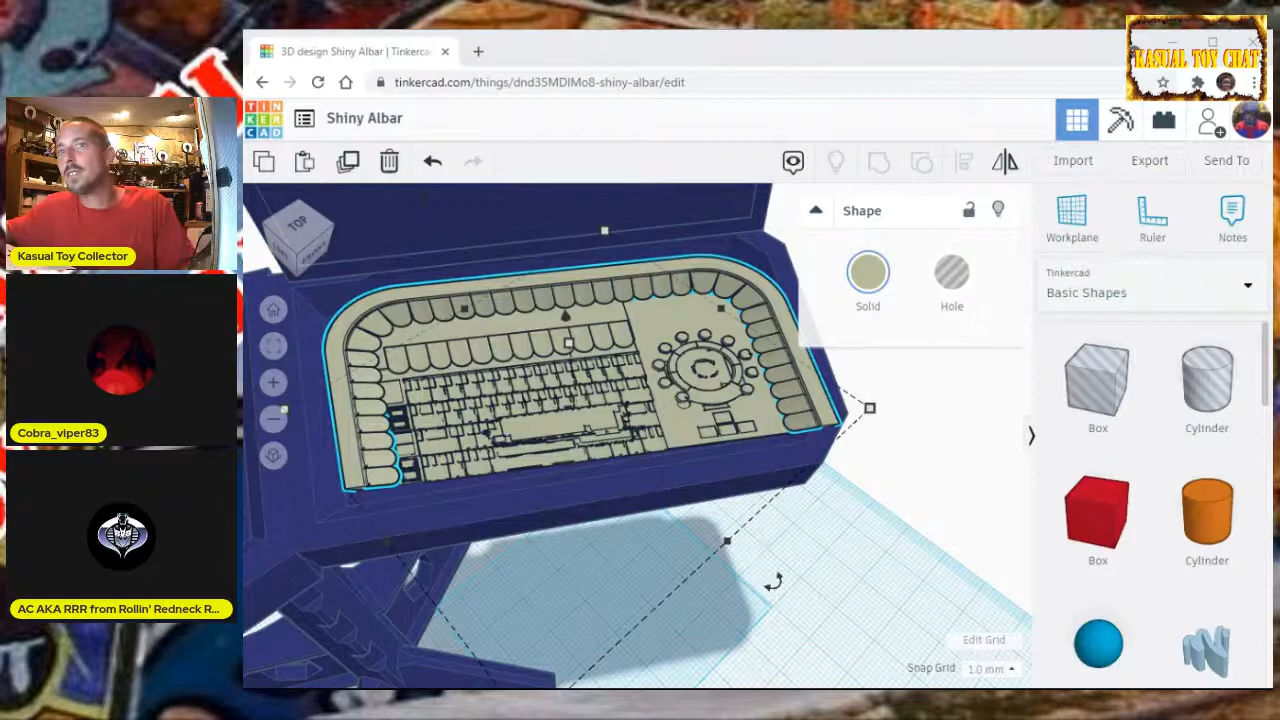 KASUAL TOY CHAT
3D design Shiny Albar | Tinkerca
tinkercad.com/things/dnd35MDIMo8-shiny-albar/edit
TIN
KER
CAD
Shiny Albar
Import
Export
Send To
TOP
FRONT
Shape
Solid
Hole
Workplane
Ruler
Notes
Tinkercad
Basic Shapes
Box
Cylinder
Box
Cylinder
Edit Grid
Snap Grid
1.0 mm
Kasual Toy Collector
Cobra_viper83
AC AKA RRR from Rollin' Redneck R...